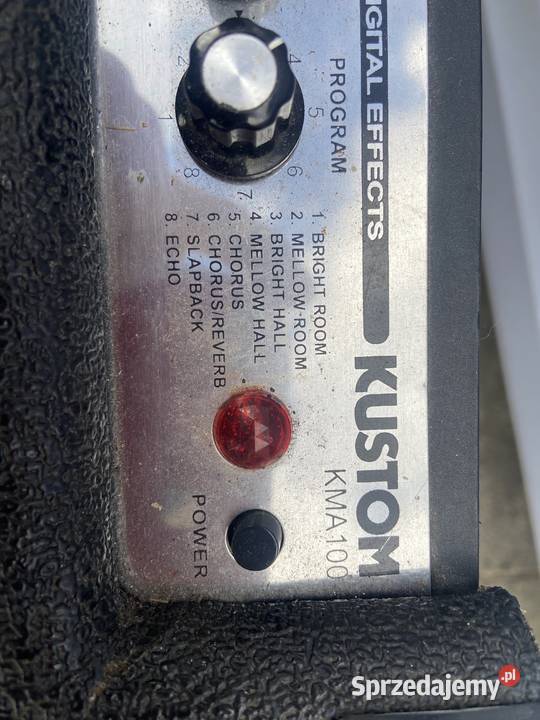 DIGITAL EFFECTS
PROGRAM
1
2
4
5
6
7
8
1. BRIGHT ROOM
2. MELLOW-ROOM
3. BRIGHT HALL
4. MELLOW HALL
5. CHORUS
6. CHORUS/REVERB
7. SLAPBACK
8. ECHO
KUSTOM
KMA100
POWER
Sprzedajemy.pl